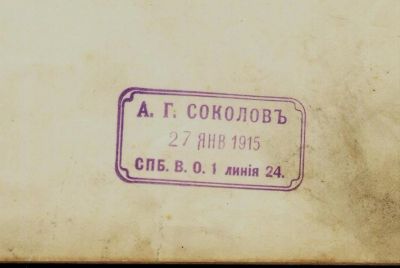 А. Г. СОКОЛОВЪ
27 ЯНВ 1915
СПБ. В. О. 1 линія 24.